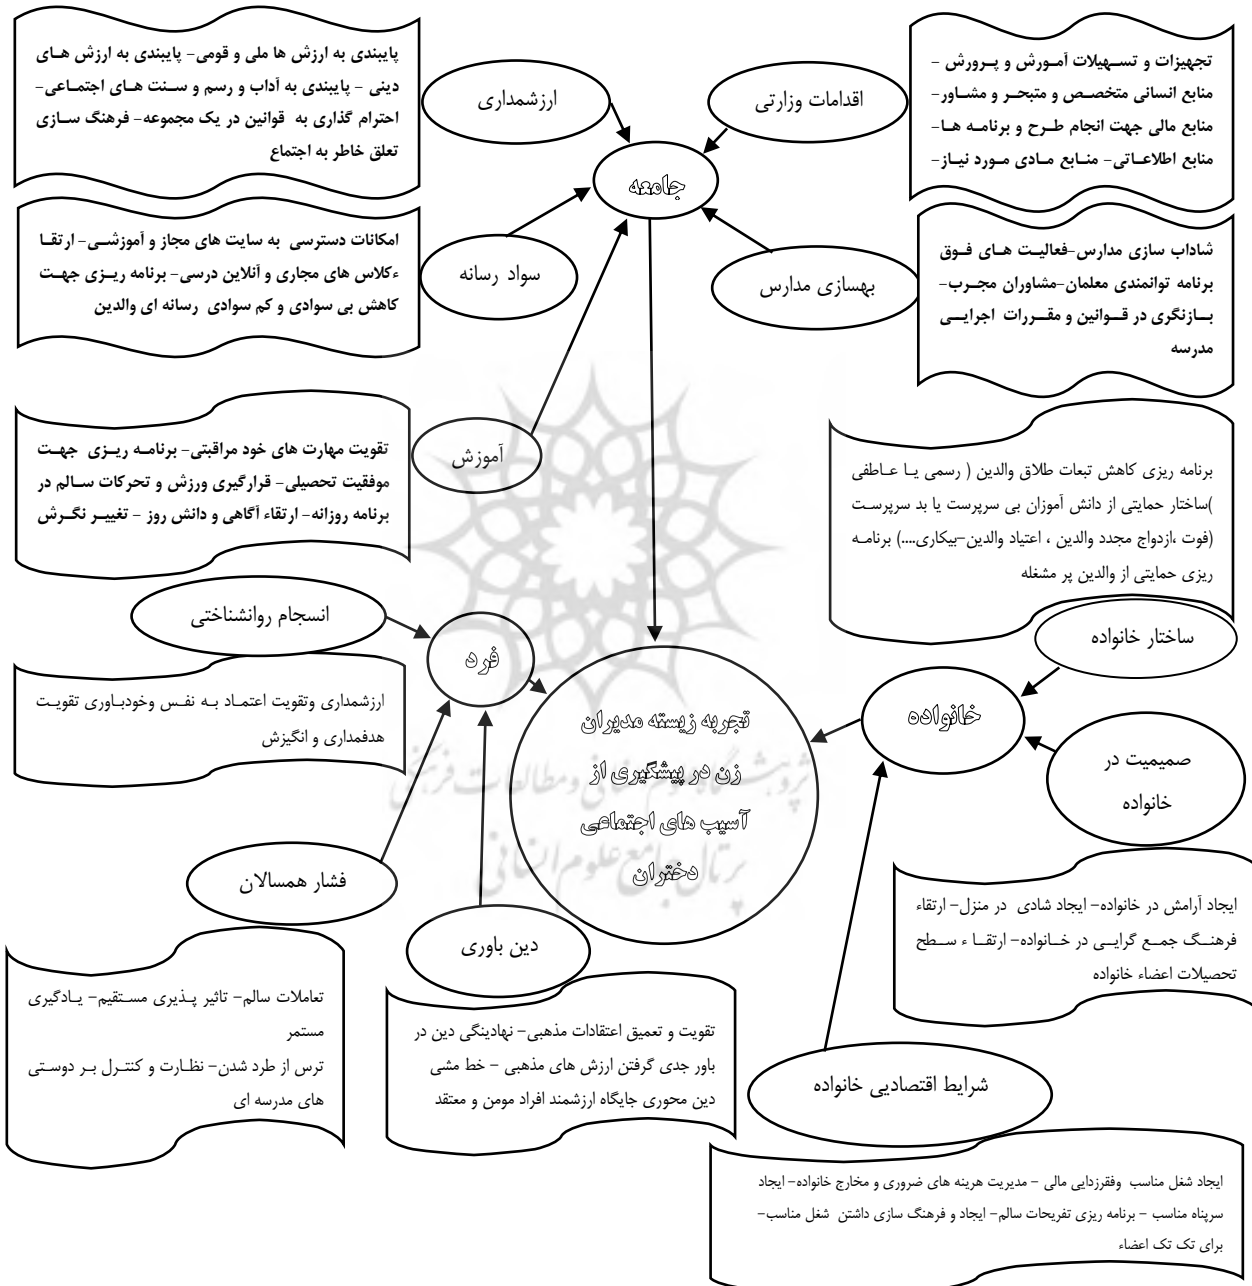 تجهیزات و تسهیلات آموزش و پرورش –
منابع انسانی متخصص و متبحر و مشاور–
منابع مالی جهت انجام طرح و برنامه ها–
منابع اطلاعاتی– منابع مادی مورد نیاز–
اقدامات وزارتی
ارزشمداری
پایبندی به ارزش ها ملی و قومی– پایبندی به ارزش های
دینی – پایبندی به آداب و رسم و سنت های اجتماعی–
احترام گذاری به قوانین در یک مجموعه– فرهنگ سازی
تعلق خاطر به اجتماع
جامعه
شاداب سازی مدارس–فعالیت های فوق
برنامه توانمندی معلمان–مشاوران مجرب–
بازنگری در قوانین و مقررات اجرایی
مدرسه
بهسازی مدارس
سواد رسانه
امکانات دسترسی به سایت های مجاز و آموزشی– ارتقا
ءکلاس های مجاری و آنلاین درسی– برنامه ریزی جهت
کاهش بی سوادی و کم سوادی رسانه ای والدین
آموزش
تقویت مهارت های خود مراقبتی– برنامه ریزی جهت
موفقیت تحصیلی– قرارگیری ورزش و تحرکات سالم در
برنامه روزانه– ارتقاء آگاهی و دانش روز – تغییر نگرش
برنامه ریزی کاهش تبعات طلاق والدین ( رسمی یا عاطفی
)ساختار حمایتی از دانش آموزان بی سرپرست یا بد سرپرست
(فوت ،ازدواج مجدد والدین ، اعتیاد والدین–بیکاری....) برنامه
ریزی حمایتی از والدین پر مشغله
ساختار خانواده
انسجام روانشناختی
فرد
ارزشمداری وتقویت اعتماد به نفس وخودباوری تقویت
هدفمداری و انگیزش
خانواده
تجربه زیسته مدیران
زن در پیشگیری از
آسیب های اجتماعی
دختران
پژوهشگاه علوم انسانی و مطالعات فرهنگی
پرتال جامع علوم انسانی
صمیمیت در
خانواده
فشار همسالان
دین باوری
ایجاد آرامش در خانواده– ایجاد شادی در منزل– ارتقاء
فرهنگ جمع گرایی در خانواده– ارتقا ء سطح
تحصیلات اعضاء خانواده
تعاملات سالم– تاثیر پذیری مستقیم– یادگیری
مستمر
ترس از طرد شدن– نظارت و کنترل بر دوستی
های مدرسه ای
تقویت و تعمیق اعتقادات مذهبی– نهادینگی دین در
باور جدی گرفتن ارزش های مذهبی – خط مشی
دین محوری جایگاه ارزشمند افراد مومن و معتقد
شرایط اقتصادیی خانواده
ایجاد شغل مناسب وفقرزدایی مالی – مدیریت هرینه های ضروری و مخارج خانواده– ایجاد
سرپناه مناسب – برنامه ریزی تفریحات سالم– ایجاد و فرهنگ سازی داشتن شغل مناسب–
برای تک تک اعضاء